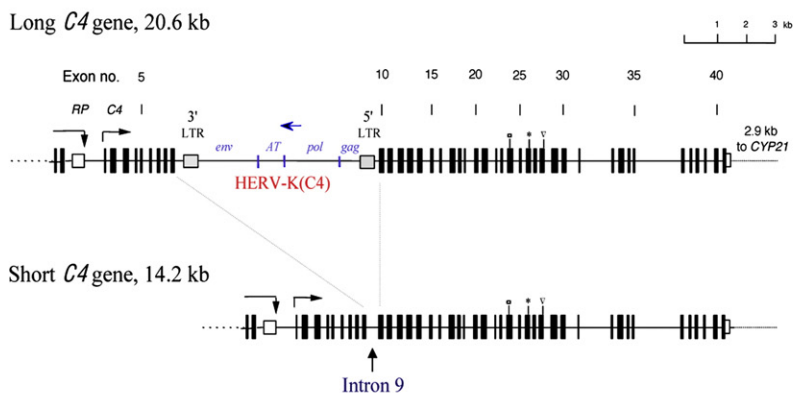 Long C4 gene, 20.6 kb
1 2 3 kb
Exon no. 5 10 15 20 25 30 35 40
RP C4 3' LTR 5' LTR
env AT pol gag
2.9 kb
to CYP21
HERV-K(C4)
Short C4 gene, 14.2 kb
Intron 9